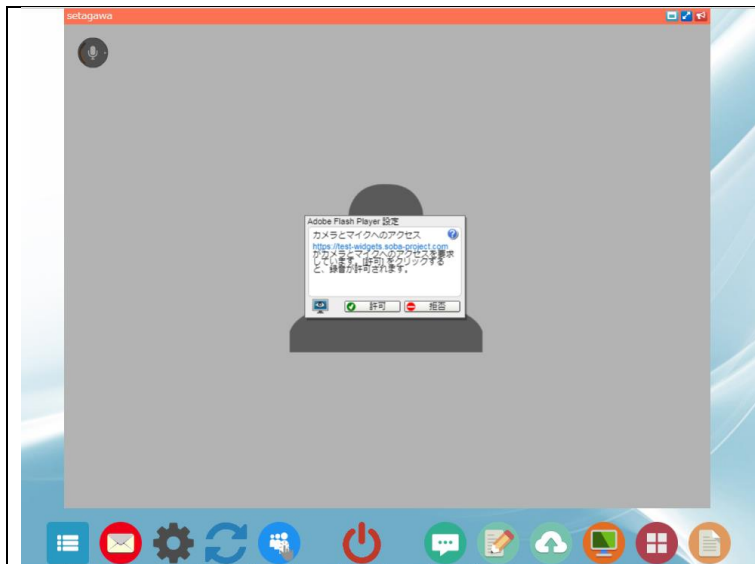 setagawa
Adobe Flash Player 設定
カメラとマイクへのアクセス
https://test-widgets.soba-project.com
がカメラとマイクへのアクセスを要求
しています。[許可] をクリックする
と、録音が許可されます。
許可
拒否